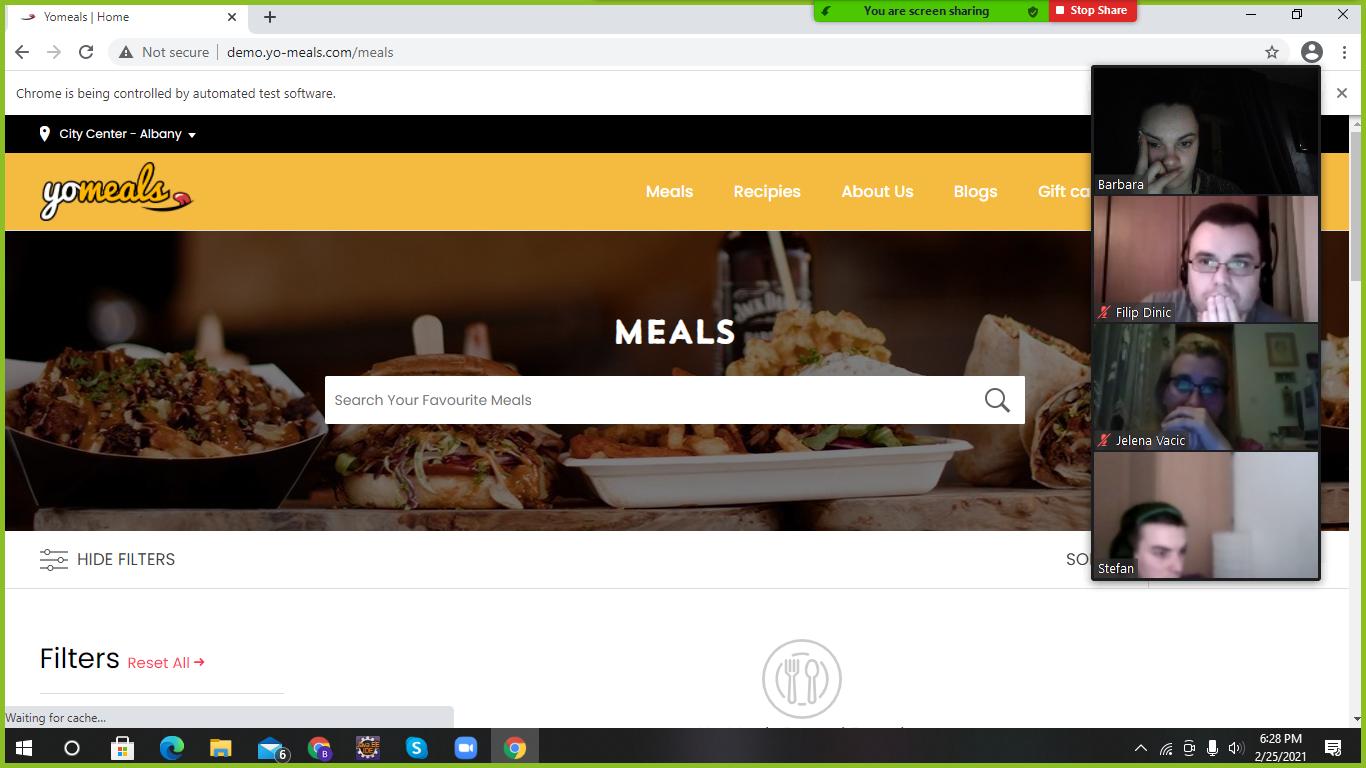 Yomeals | Home
You are screen sharing
Stop Share
Not secure
demo.yo-meals.com/meals
Chrome is being controlled by automated test software.
City Center - Albany
yomeals
Meals
Recipies
About Us
Blogs
Gift ca
JACK DANIEL'S
MEALS
Search Your Favourite Meals
Barbara
Filip Dinic
Jelena Vacic
Stefan
HIDE FILTERS
SO
Filters
Reset All
Waiting for cache...
6
B
6:28 PM
2/25/2021